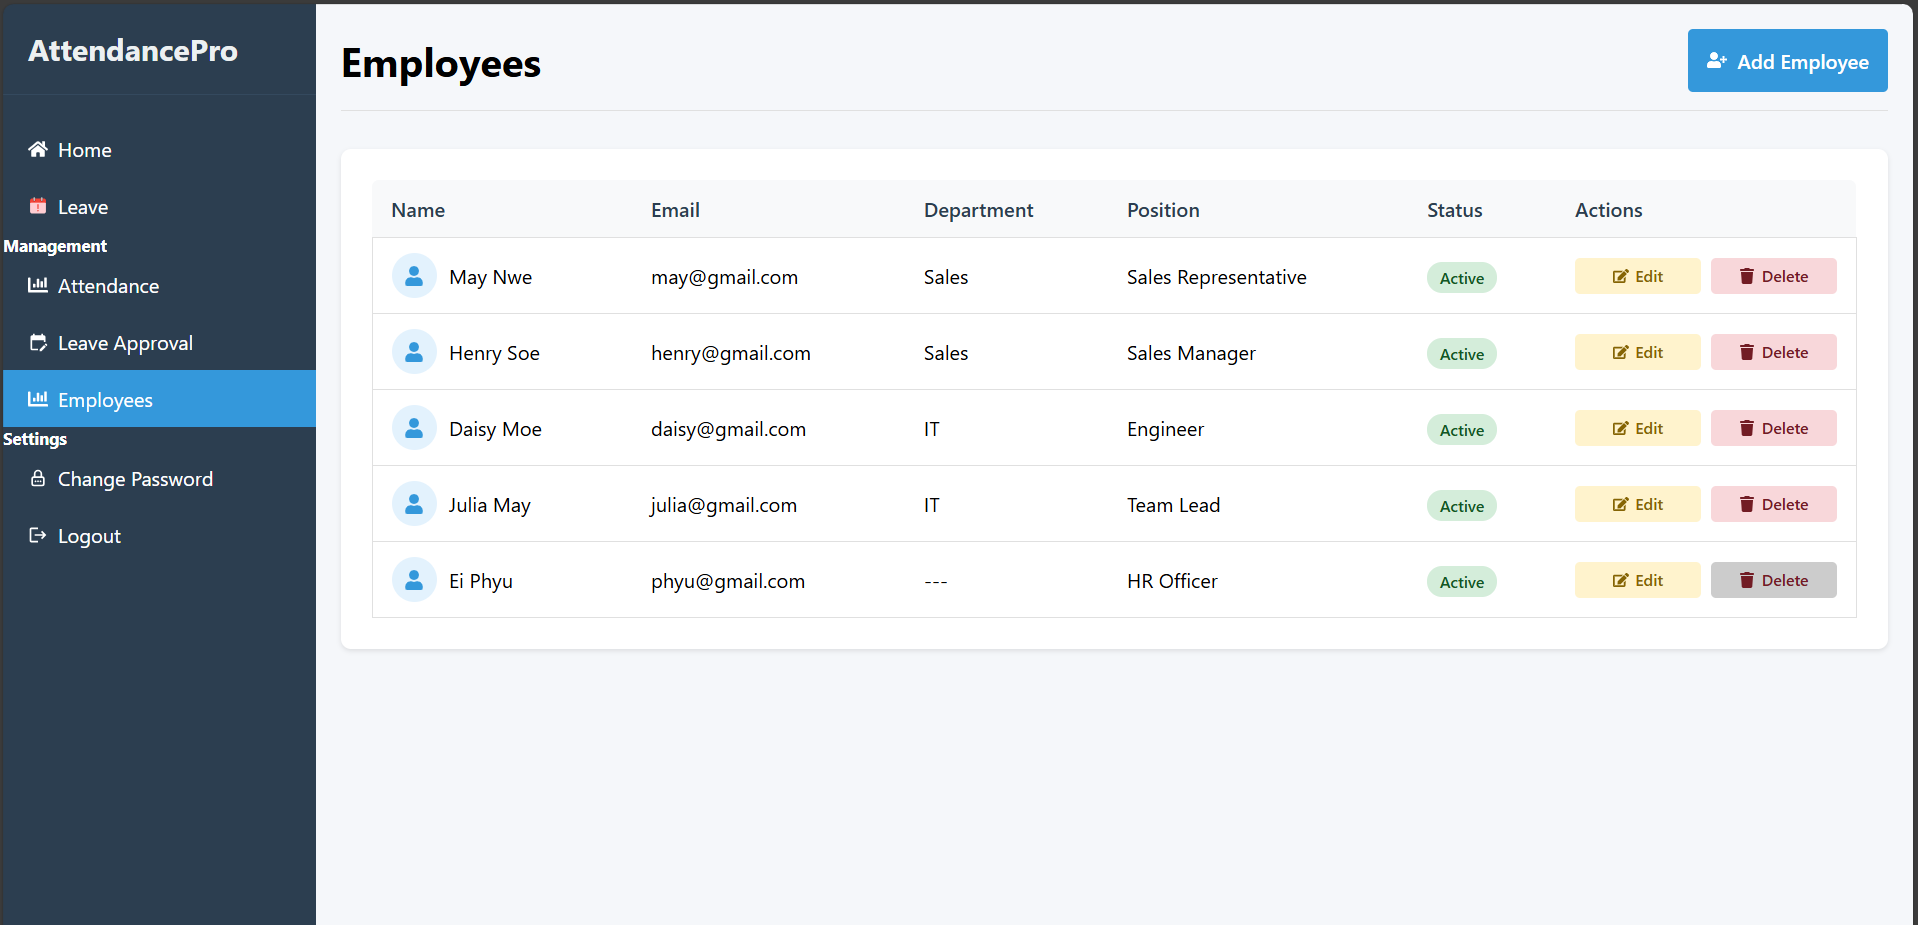 AttendancePro
Home
Leave
Management
Attendance
Leave Approval
Employees
Settings
Change Password
Logout
Employees
Add Employee
Name Email Department Position Status Actions
May Nwe may@gmail.com Sales Sales Representative Active Edit Delete
Henry Soe henry@gmail.com Sales Sales Manager Active Edit Delete
Daisy Moe daisy@gmail.com IT Engineer Active Edit Delete
Julia May julia@gmail.com IT Team Lead Active Edit Delete
Ei Phyu phyu@gmail.com --- HR Officer Active Edit Delete